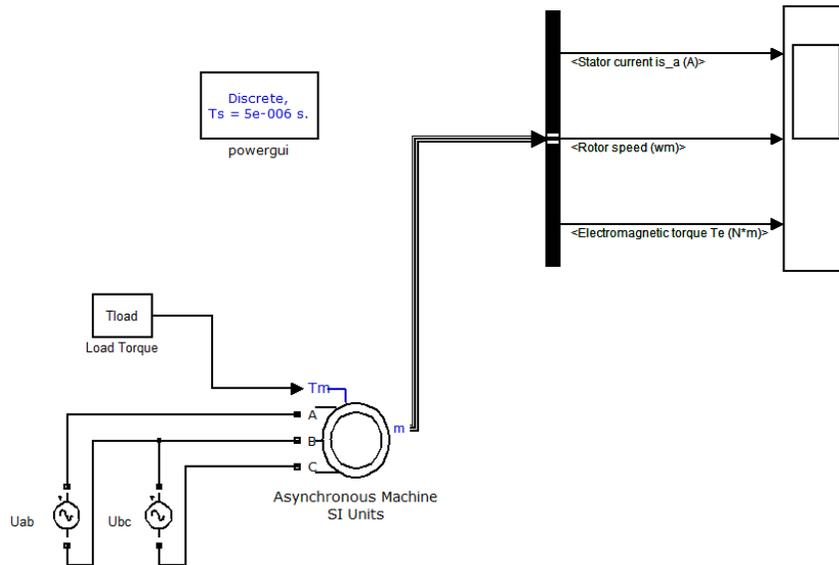 Discrete,
Ts = 5e-006 s.
powergui
<Stator current is_a (A)>
<Rotor speed (wm)>
<Electromagnetic torque Te (N*m)>
Tload
Load Torque
Tm
A
B
C
m
Asynchronous Machine
SI Units
Uab
Ubc